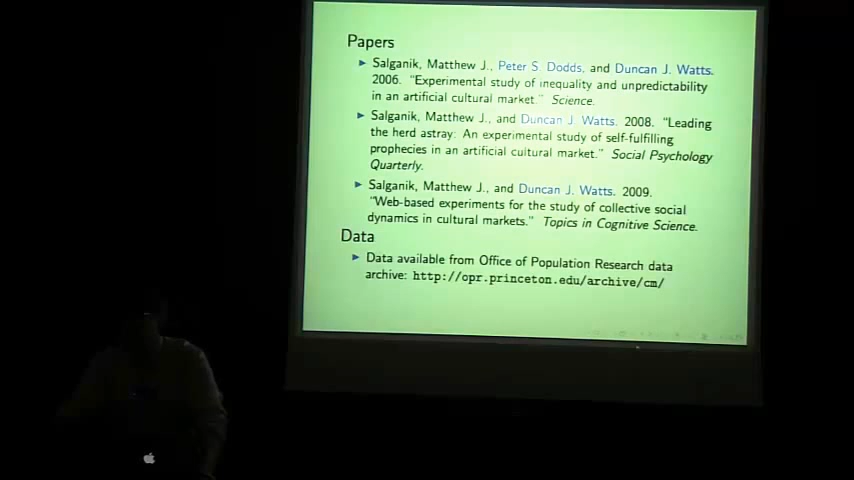 Papers
Salganik, Matthew J., Peter S. Dodds, and Duncan J. Watts.
2006. "Experimental study of inequality and unpredictability
in an artificial cultural market." Science.
Salganik, Matthew J., and Duncan J. Watts. 2008. "Leading
the herd astray: An experimental study of self-fulfilling
prophecies in an artificial cultural market." Social Psychology
Quarterly.
Salganik, Matthew J., and Duncan J. Watts. 2009.
"Web-based experiments for the study of collective social
dynamics in cultural markets." Topics in Cognitive Science.
Data
Data available from Office of Population Research data
archive: http://opr.princeton.edu/archive/cm/